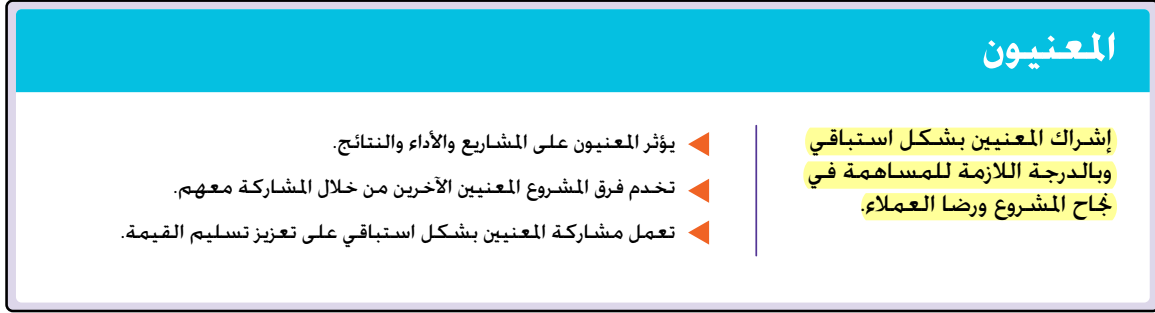 المعنيون
إشراك المعنيين بشكل استباقي
وبالدرجة اللازمة للمساهمة في
نجاح المشروع ورضا العملاء.
يؤثر المعنيون على المشاريع والأداء والنتائج.
تخدم فرق المشروع المعنيين الآخرين من خلال المشاركة معهم.
تعمل مشاركة المعنيين بشكل استباقي على تعزيز تسليم القيمة.